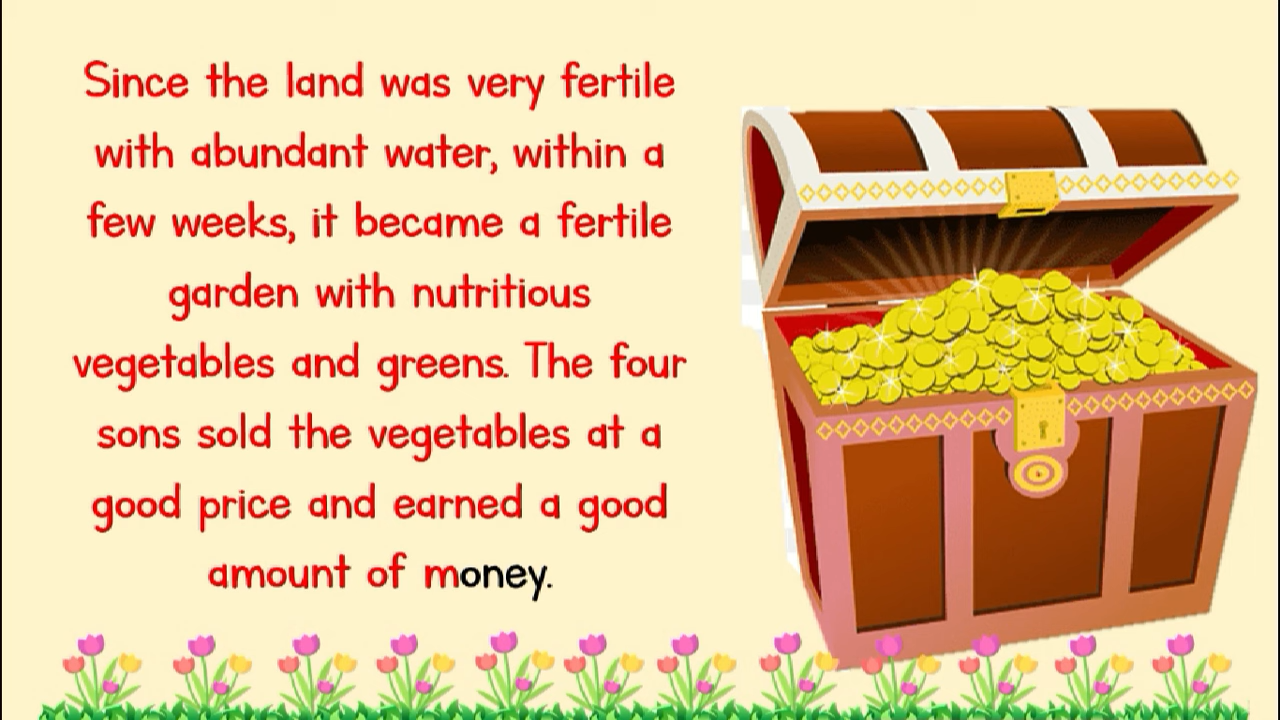 Since the land was very fertile
with abundant water, within a
few weeks, it became a fertile
garden with nutritious
vegetables and greens. The four
sons sold the vegetables at a
good price and earned a good
amount of money.